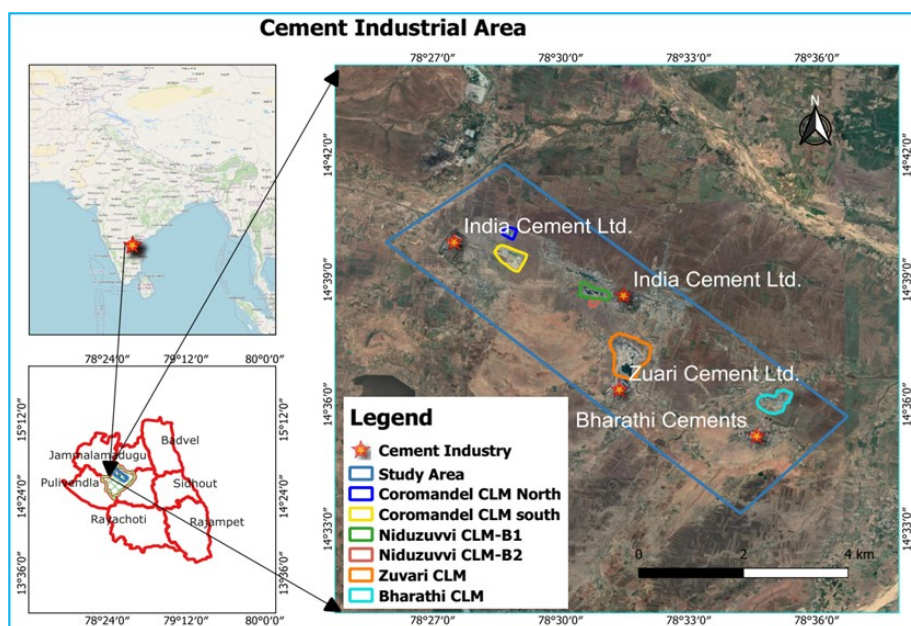 Cement Industrial Area
78°27'0" 78°30'0" 78°33'0" 78°36'0"
14°42'0" 14°39'0" 14°36'0" 14°33'0"
N
India Cement Ltd.
India Cement Ltd.
Zuari Cement Ltd.
Bharathi Cements
14°42'0" 14°39'0" 14°36'0" 14°33'0"
78°24'0" 79°12'0" 80°0'0"
15°12'0" 14°24'0" 13°36'0"
Badvel
Jammalamadugu
Pulivendla
Sidhout
Rayachoti
Rajampet
15°12'0" 14°24'0" 13°36'0"
78°24'0" 79°12'0" 80°0'0"
Legend
Cement Industry
Study Area
Coromandel CLM North
Coromandel CLM south
Niduzuvvi CLM-B1
Niduzuvvi CLM-B2
Zuvari CLM
Bharathi CLM
0 2 4 km
78°27'0" 78°30'0" 78°33'0" 78°36'0"